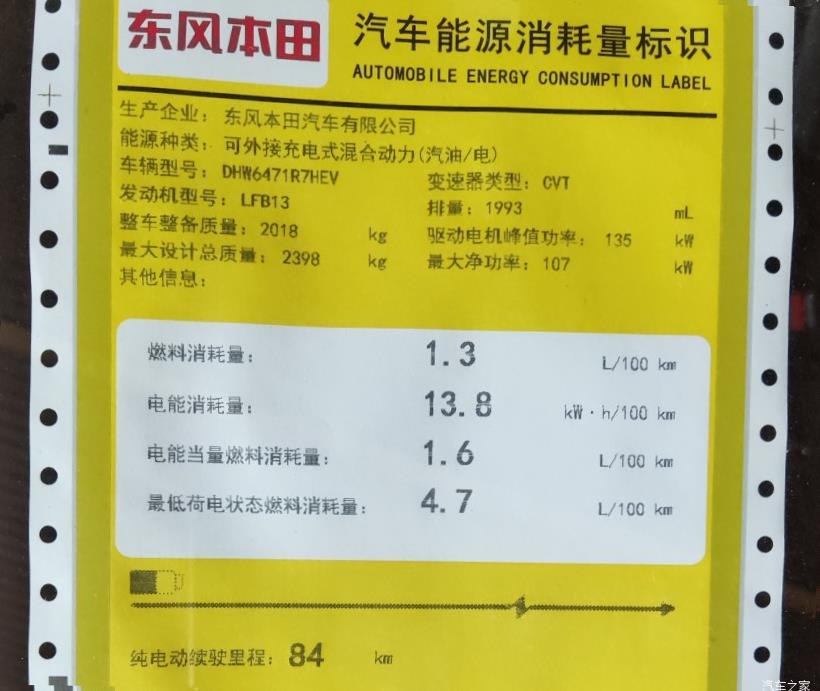 东风本田
汽车能源消耗量标识
AUTOMOBILE ENERGY CONSUMPTION LABEL
生产企业：东风本田汽车有限公司
能源种类：可外接充电式混合动力(汽油/电)
车辆型号：DHW6471R7HEV 变速器类型：CVT
发动机型号：LFB13 排量：1993 mL
整车整备质量：2018 kg 驱动电机峰值功率：135 kW
最大设计总质量：2398 kg 最大净功率：107 kW
其他信息：
燃料消耗量： 1.3 L/100 km
电能消耗量： 13.8 kW·h/100 km
电能当量燃料消耗量： 1.6 L/100 km
最低荷电状态燃料消耗量： 4.7 L/100 km
纯电动续驶里程：84 km
汽车之家